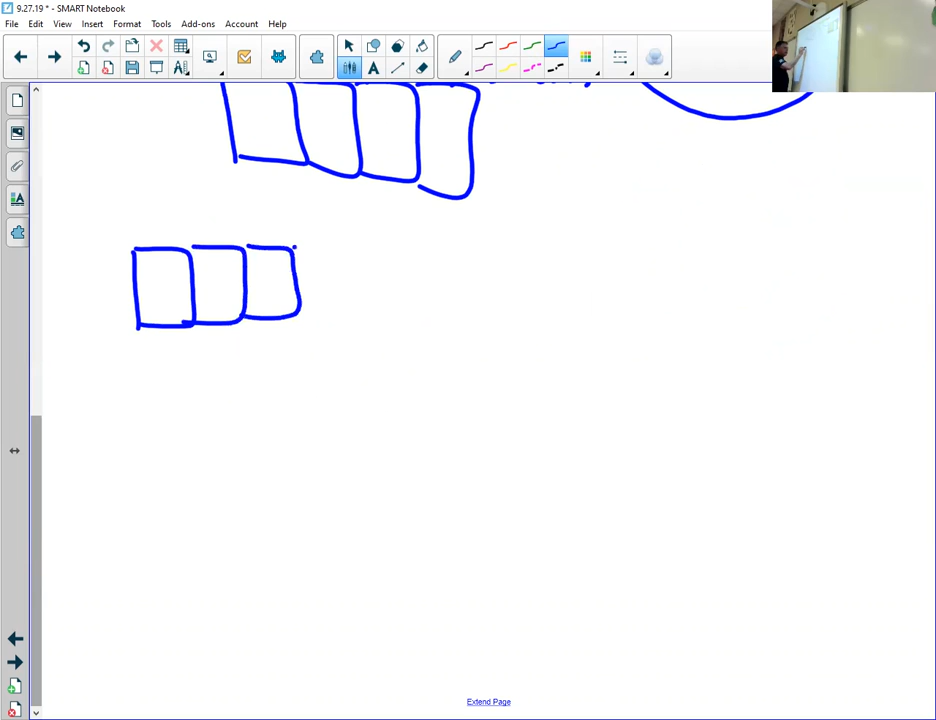 9.27.19 * - SMART Notebook
File Edit View Insert Format Tools Add-ons Account Help
Extend Page